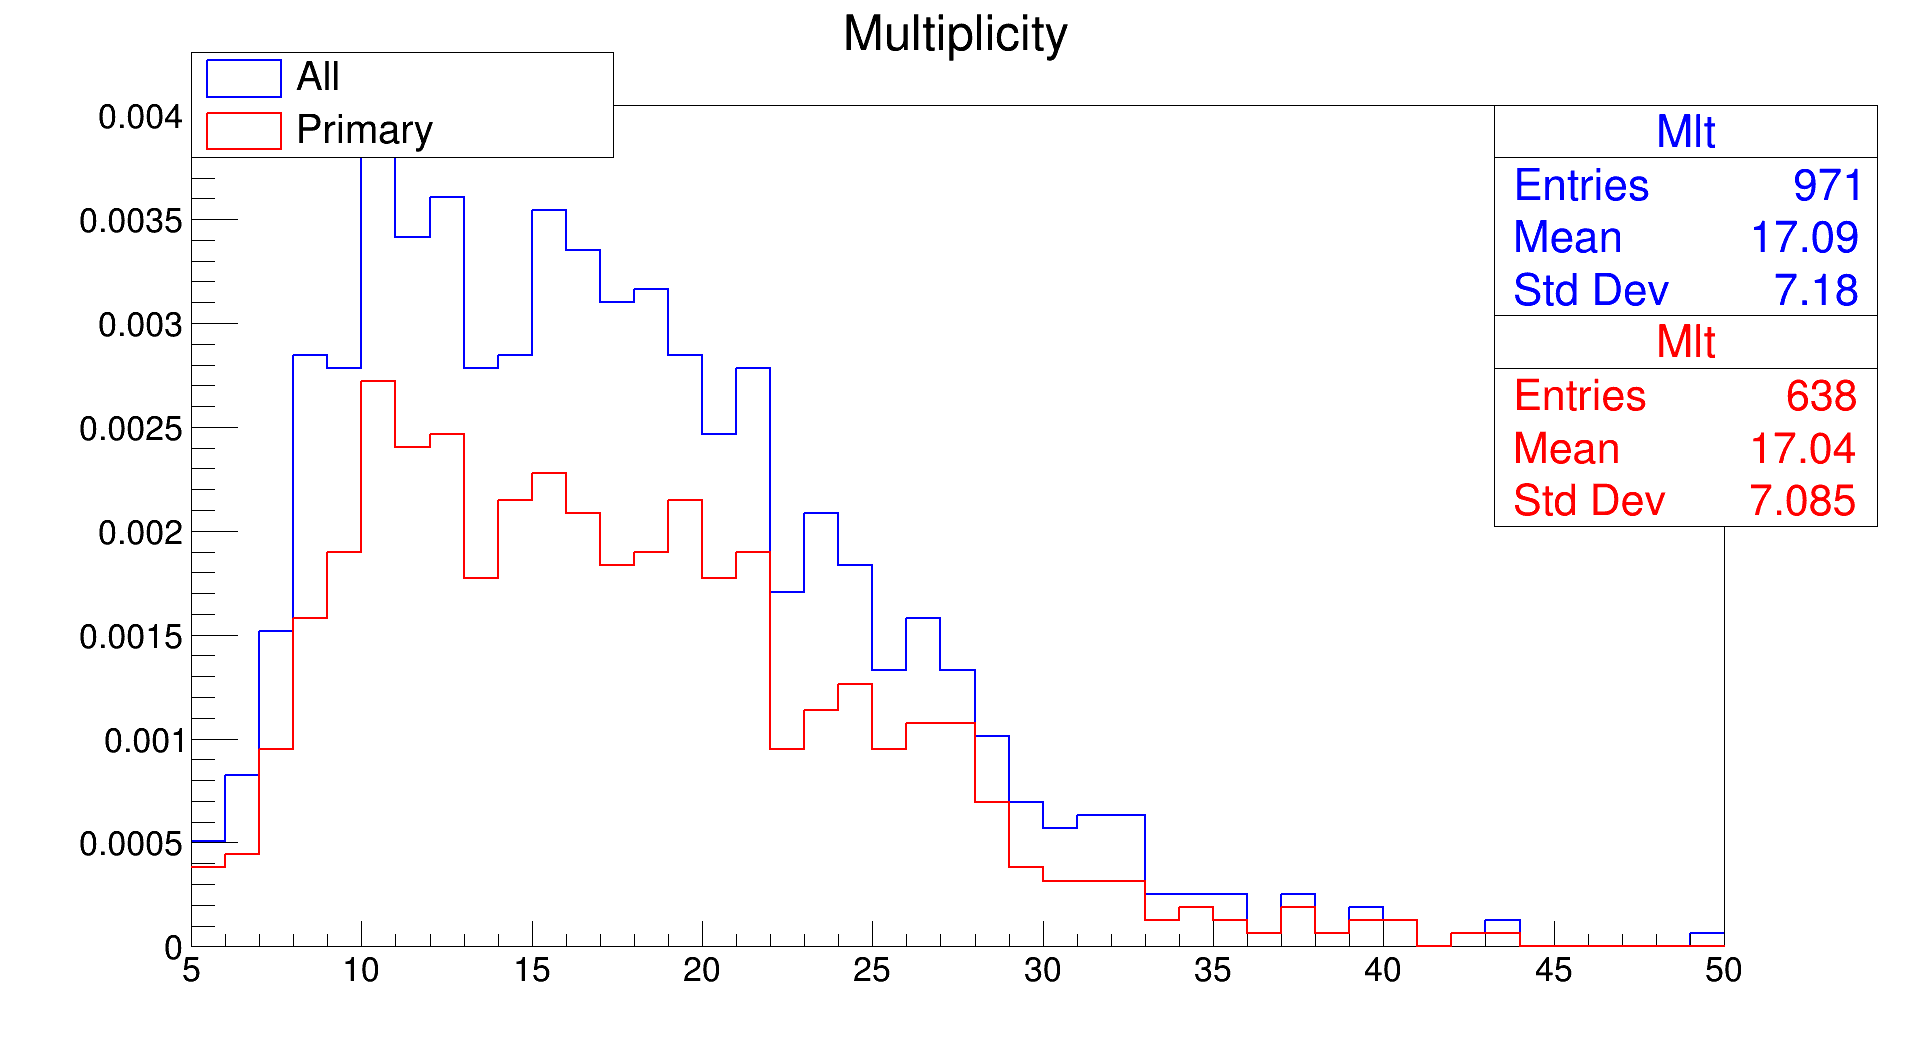 Multiplicity
All
Primary
0.004
0.0035
0.003
0.0025
0.002
0.0015
0.001
0.0005
0
5 10 15 20 25 30 35 40 45 50
Mlt
Entries 971
Mean 17.09
Std Dev 7.18
Mlt
Entries 638
Mean 17.04
Std Dev 7.085